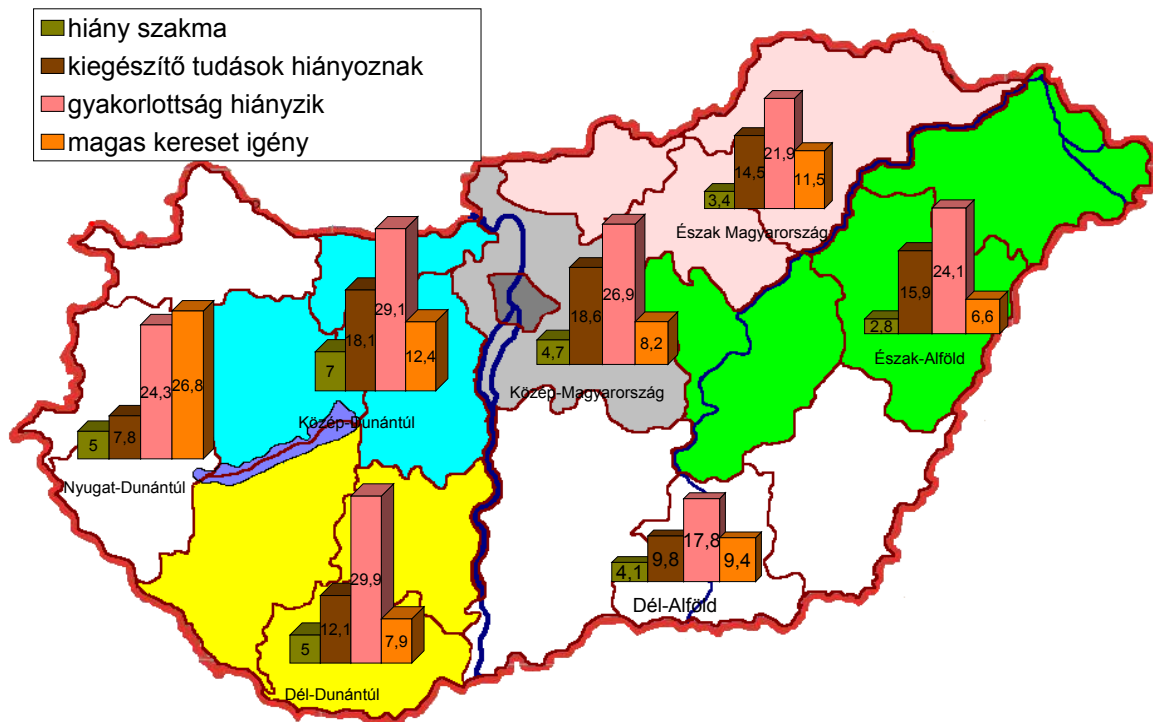 hiány szakma
kiegészítő tudások hiányoznak
gyakorlottság hiányzik
magas kereset igény
3,4
14,5
21,9
11,5
Észak Magyarország
2,8
15,9
24,1
6,6
Észak-Alföld
7
18,1
29,1
12,4
Közép-Dunántúl
4,7
18,6
26,9
8,2
Közép-Magyarország
5
7,8
24,3
26,8
Nyugat-Dunántúl
4,1
9,8
17,8
9,4
Dél-Alföld
5
12,1
29,9
7,9
Dél-Dunántúl